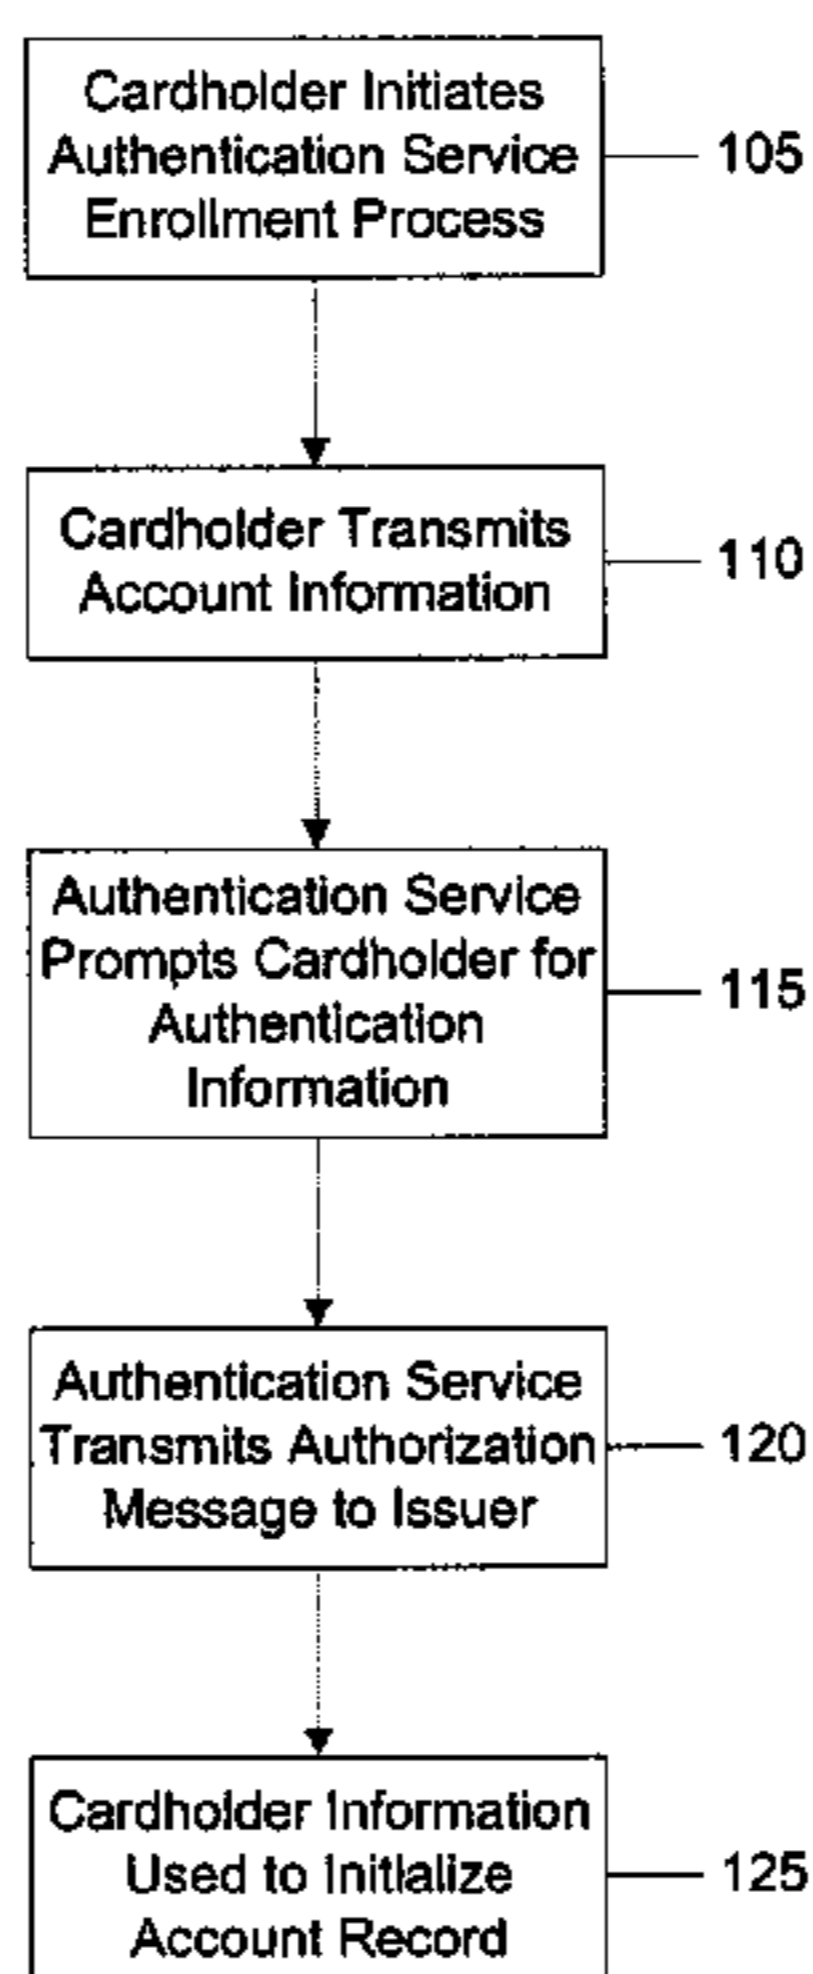 Cardholder Initiates
Authentication Service
Enrollment Process
105
Cardholder Transmits
Account Information
110
Authentication Service
Prompts Cardholder for
Authentication
Information
115
Authentication Service
Transmits Authorization
Message to Issuer
120
Cardholder Information
Used to Initialize
Account Record
125